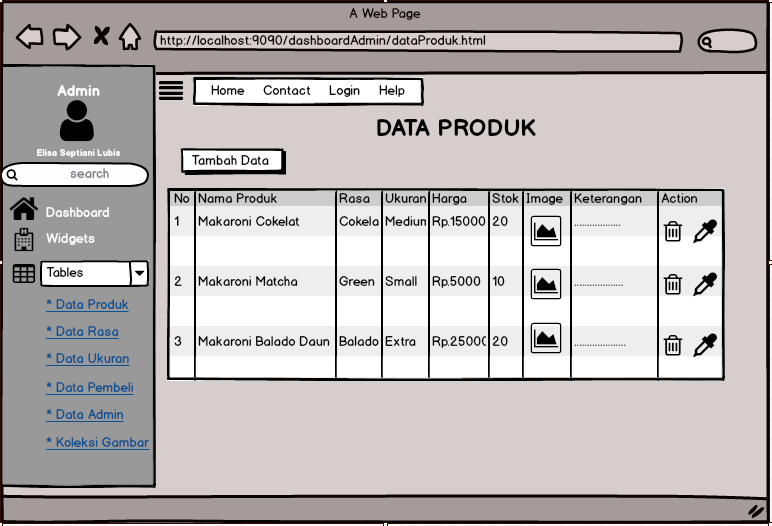 A Web Page
http://localhost:9090/dashboardAdmin/dataProduk.html
Admin
Elisa Septiani Lubis
search
Dashboard
Widgets
Tables
* Data Produk
* Data Rasa
* Data Ukuran
* Data Pembeli
* Data Admin
* Koleksi Gambar
Home Contact Login Help
DATA PRODUK
Tambah Data
No Nama Produk Rasa Ukuran Harga Stok Image Keterangan Action
1 Makaroni Cokelat Cokela Medium Rp.15000 20 .................
2 Makaroni Matcha Green Small Rp.5000 10 ..................
3 Makaroni Balado Daun Balado Extra Rp.25000 20 ...................